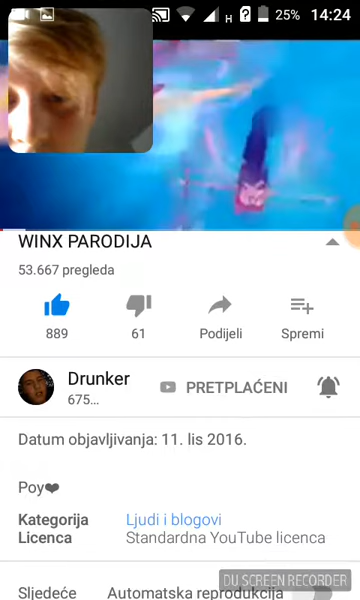 H 25% 14:24
WINX PARODIJA
53.667 pregleda
889 61 Podijeli Spremi
Drunker
675...
PRETPLAĆENI
Datum objavljivanja: 11. lis 2016.
Poy❤
Kategorija Ljudi i blogovi
Licenca Standardna YouTube licenca
DU SCREEN RECORDER
Sljedeće Automatska reprodukcija